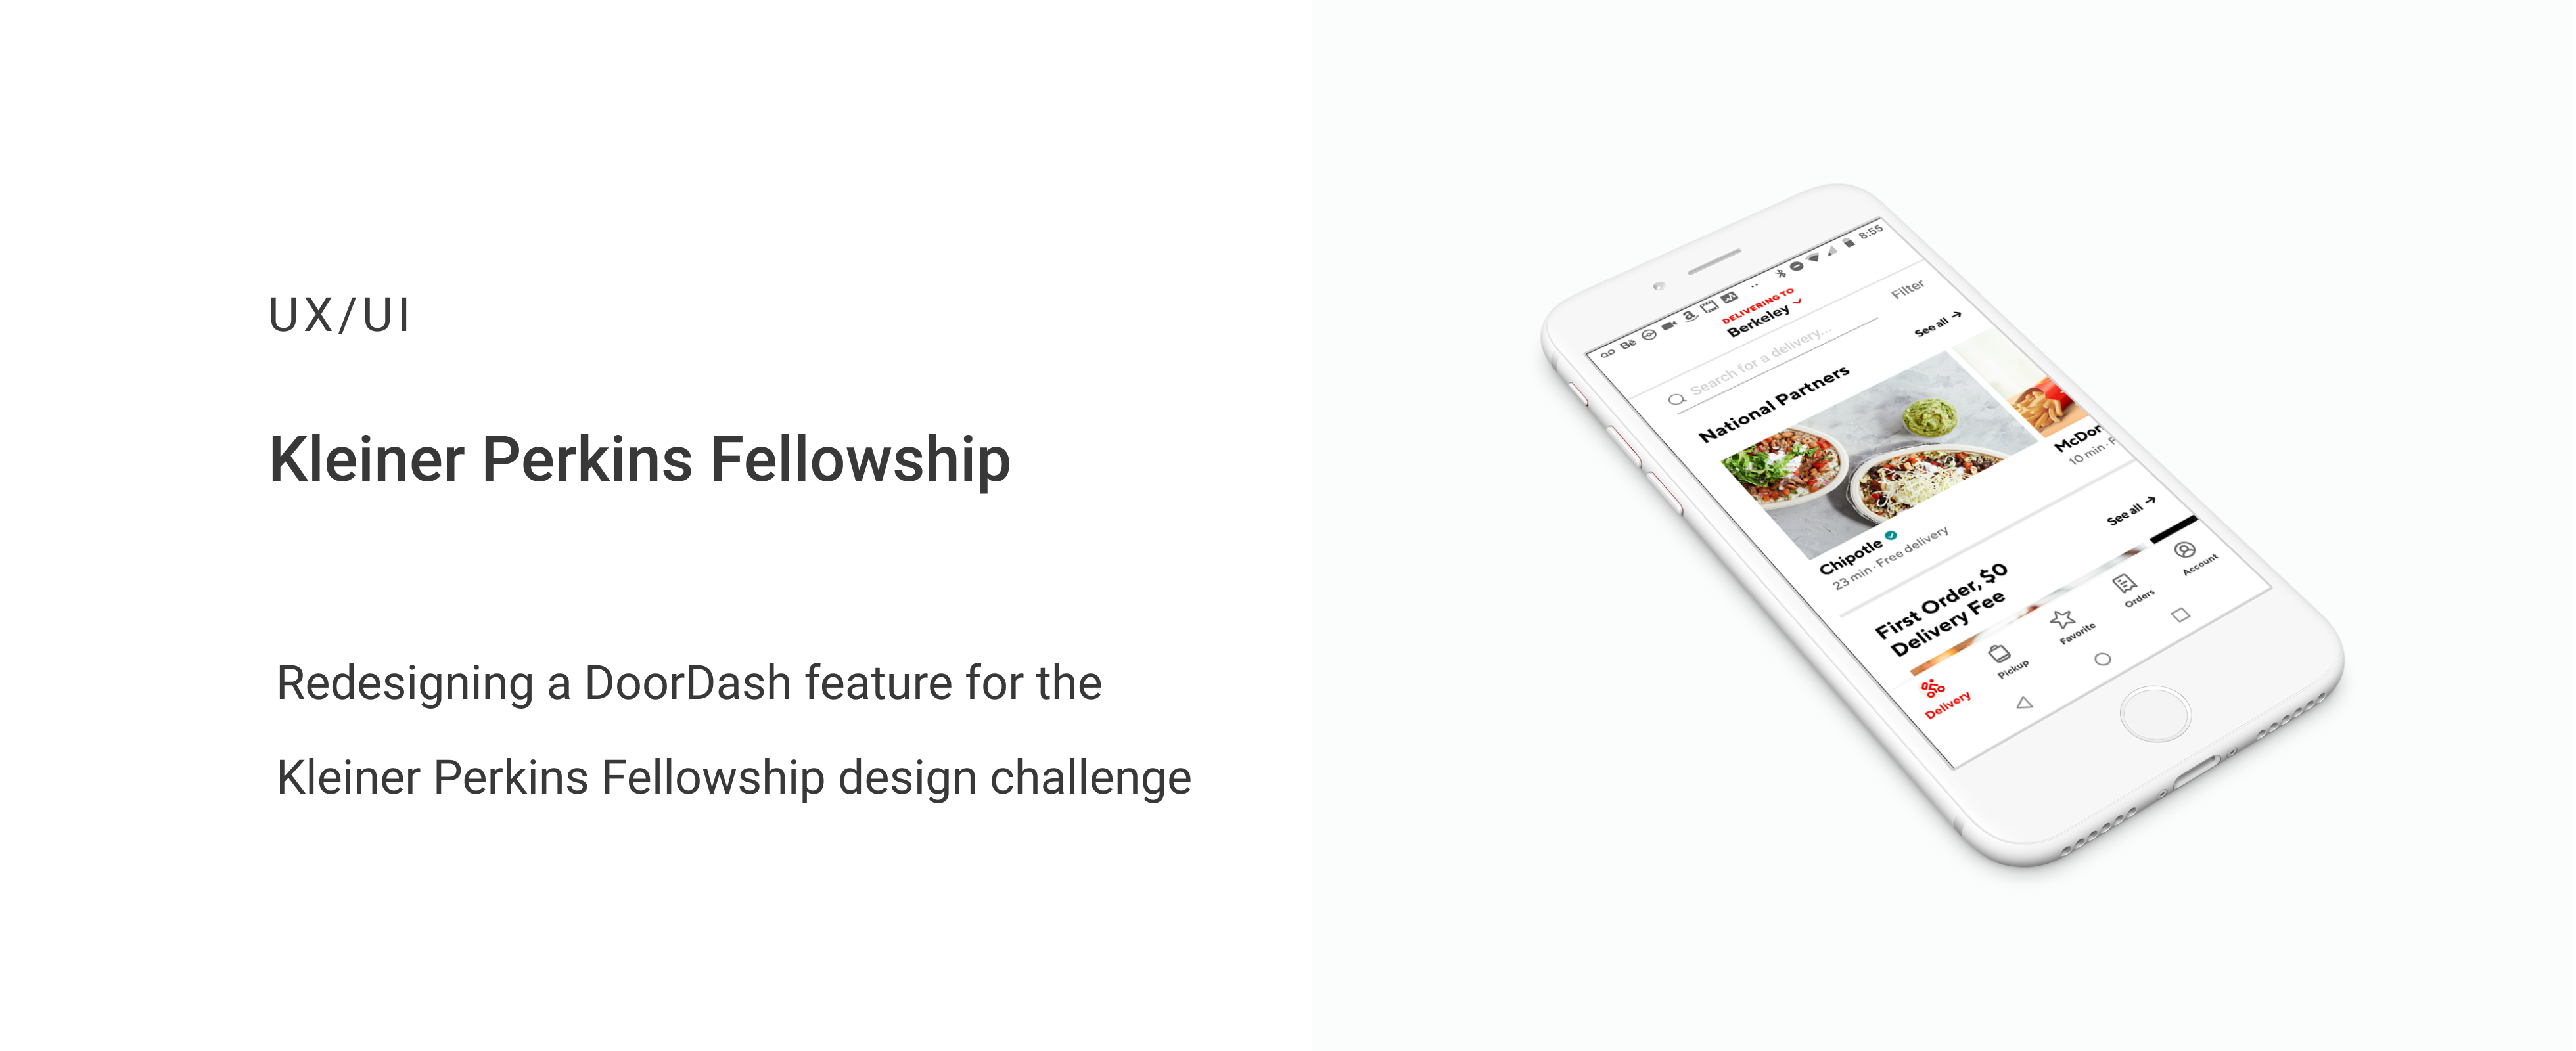 UX/UI
Kleiner Perkins Fellowship
Redesigning a DoorDash feature for the
Kleiner Perkins Fellowship design challenge
Bē
8:55
DELIVERING TO
Berkeley
Search for a delivery...
Filter
National Partners
See all →
Chipotle
23 min · Free delivery
McDon
10 min · F
First Order, $0
Delivery Fee
See all →
Delivery
Pickup
Favorite
Orders
Account